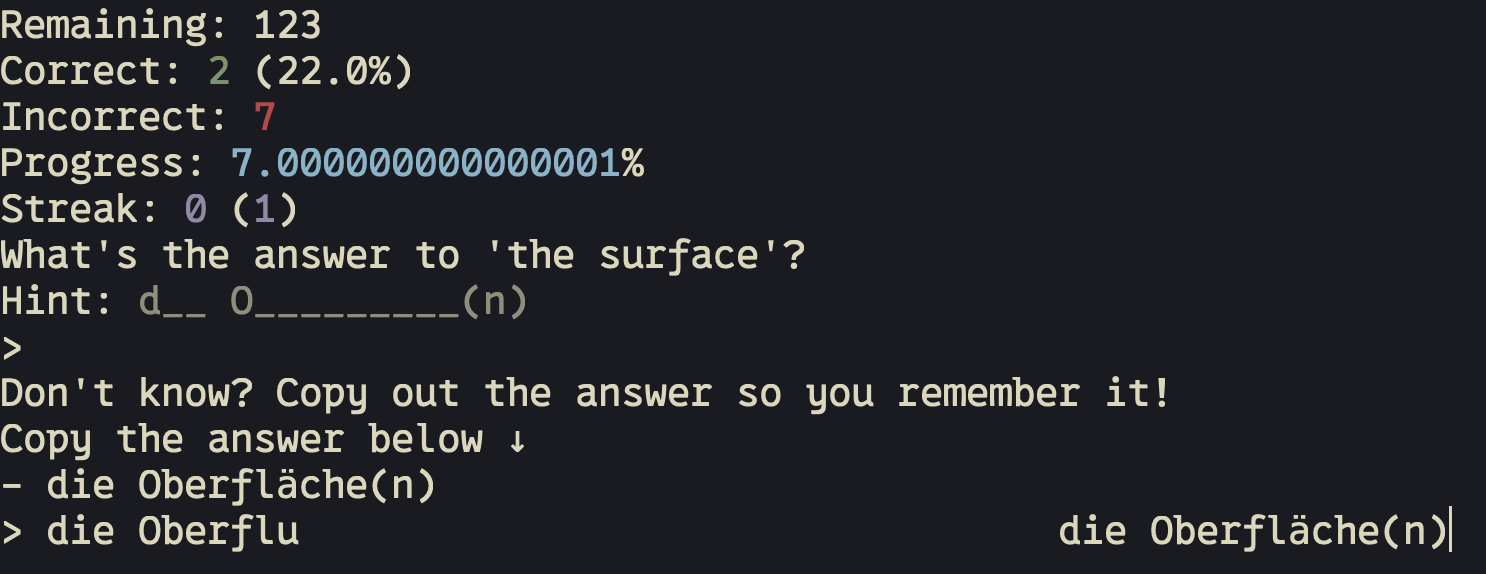 Remaining: 123
Correct: 2 (22.0%)
Incorrect: 7
Progress: 7.000000000000001%
Streak: 0 (1)
What's the answer to 'the surface'?
Hint: d__ O_________(n)
>
Don't know? Copy out the answer so you remember it!
Copy the answer below ↓
- die Oberfläche(n)
> die Oberflu die Oberfläche(n)